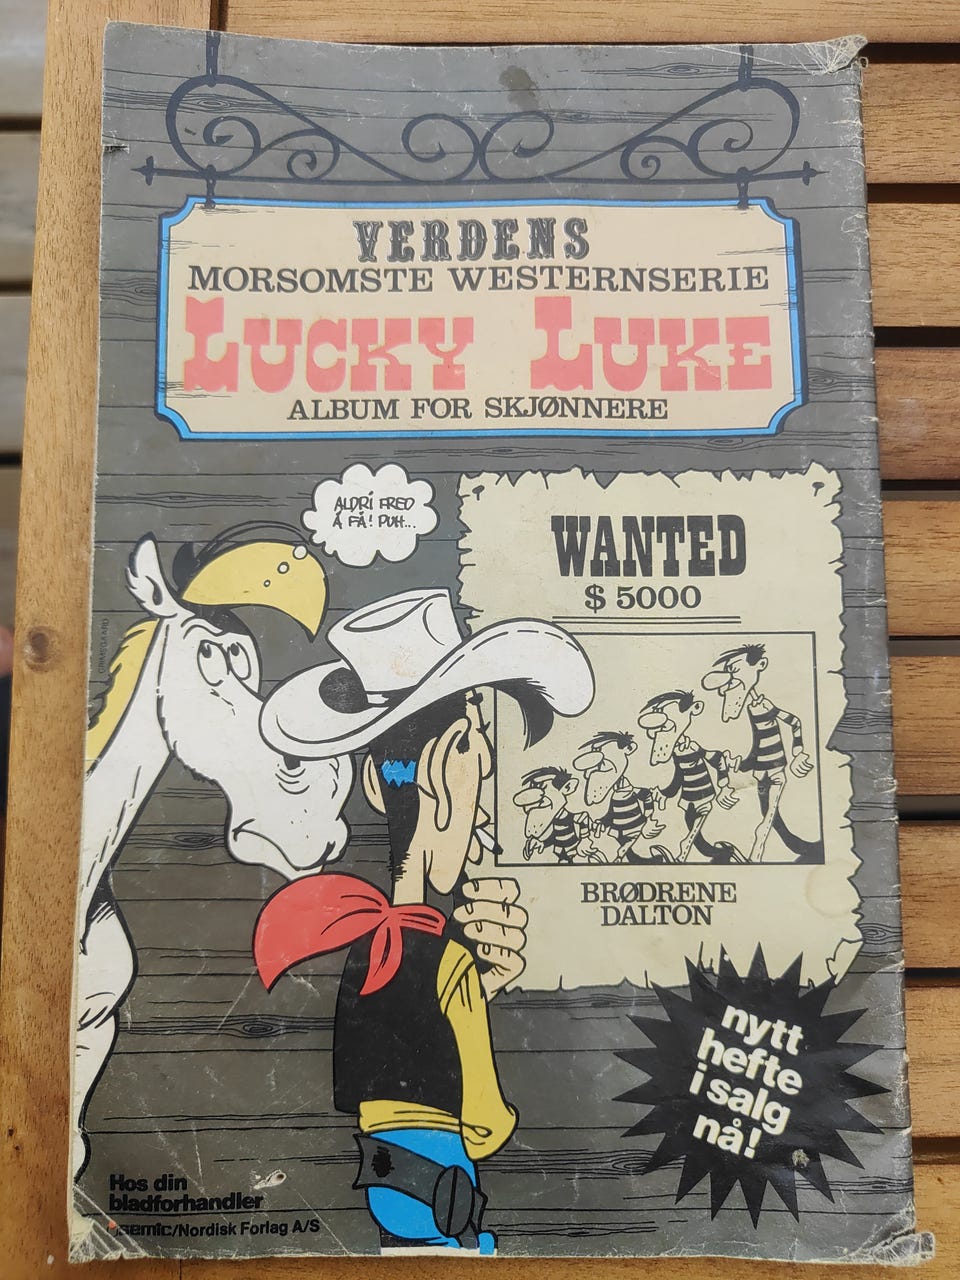 VERDENS
MORSOMSTE WESTERNSERIE
LUCKY LUKE
ALBUM FOR SKJØNNERE
ALDRI FRED
Å FÅ! PUH...
WANTED
$ 5000
BRØDRENE
DALTON
nytt
hefte
i salg
nå!
Hos din
bladforhandler
semic/Nordisk Forlag A/S